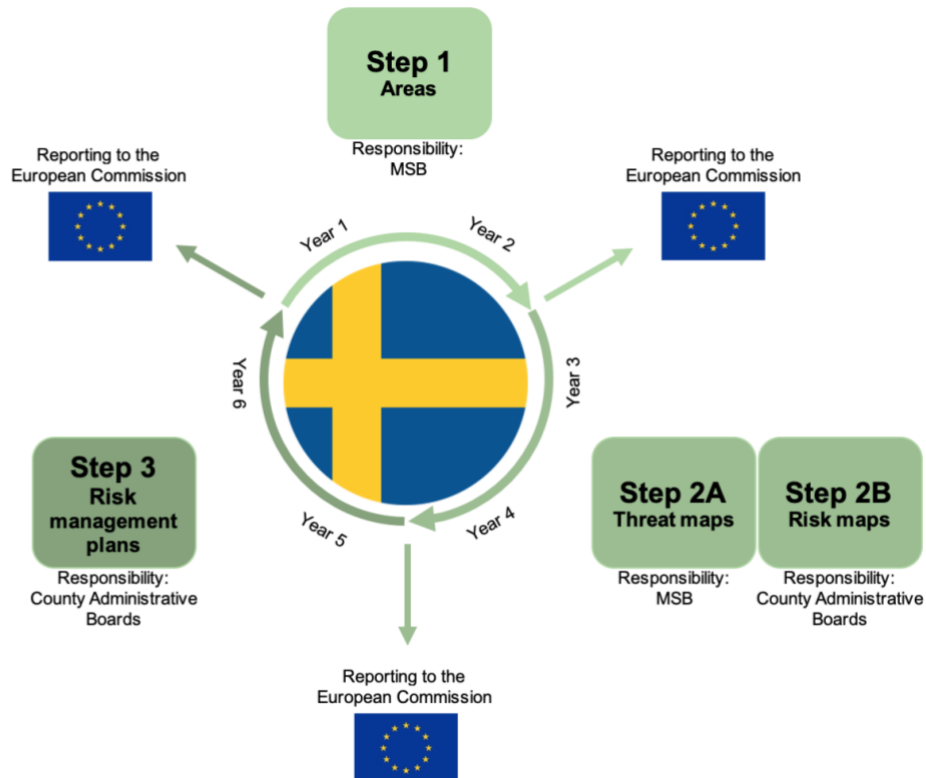 Step 1
Areas
Responsibility:
MSB
Reporting to the
European Commission
Reporting to the
European Commission
Year 1
Year 2
Year 3
Year 4
Year 5
Year 6
Step 2A
Threat maps
Responsibility:
MSB
Step 2B
Risk maps
Responsibility:
County Administrative
Boards
Step 3
Risk
management
plans
Responsibility:
County Administrative
Boards
Reporting to the
European Commission